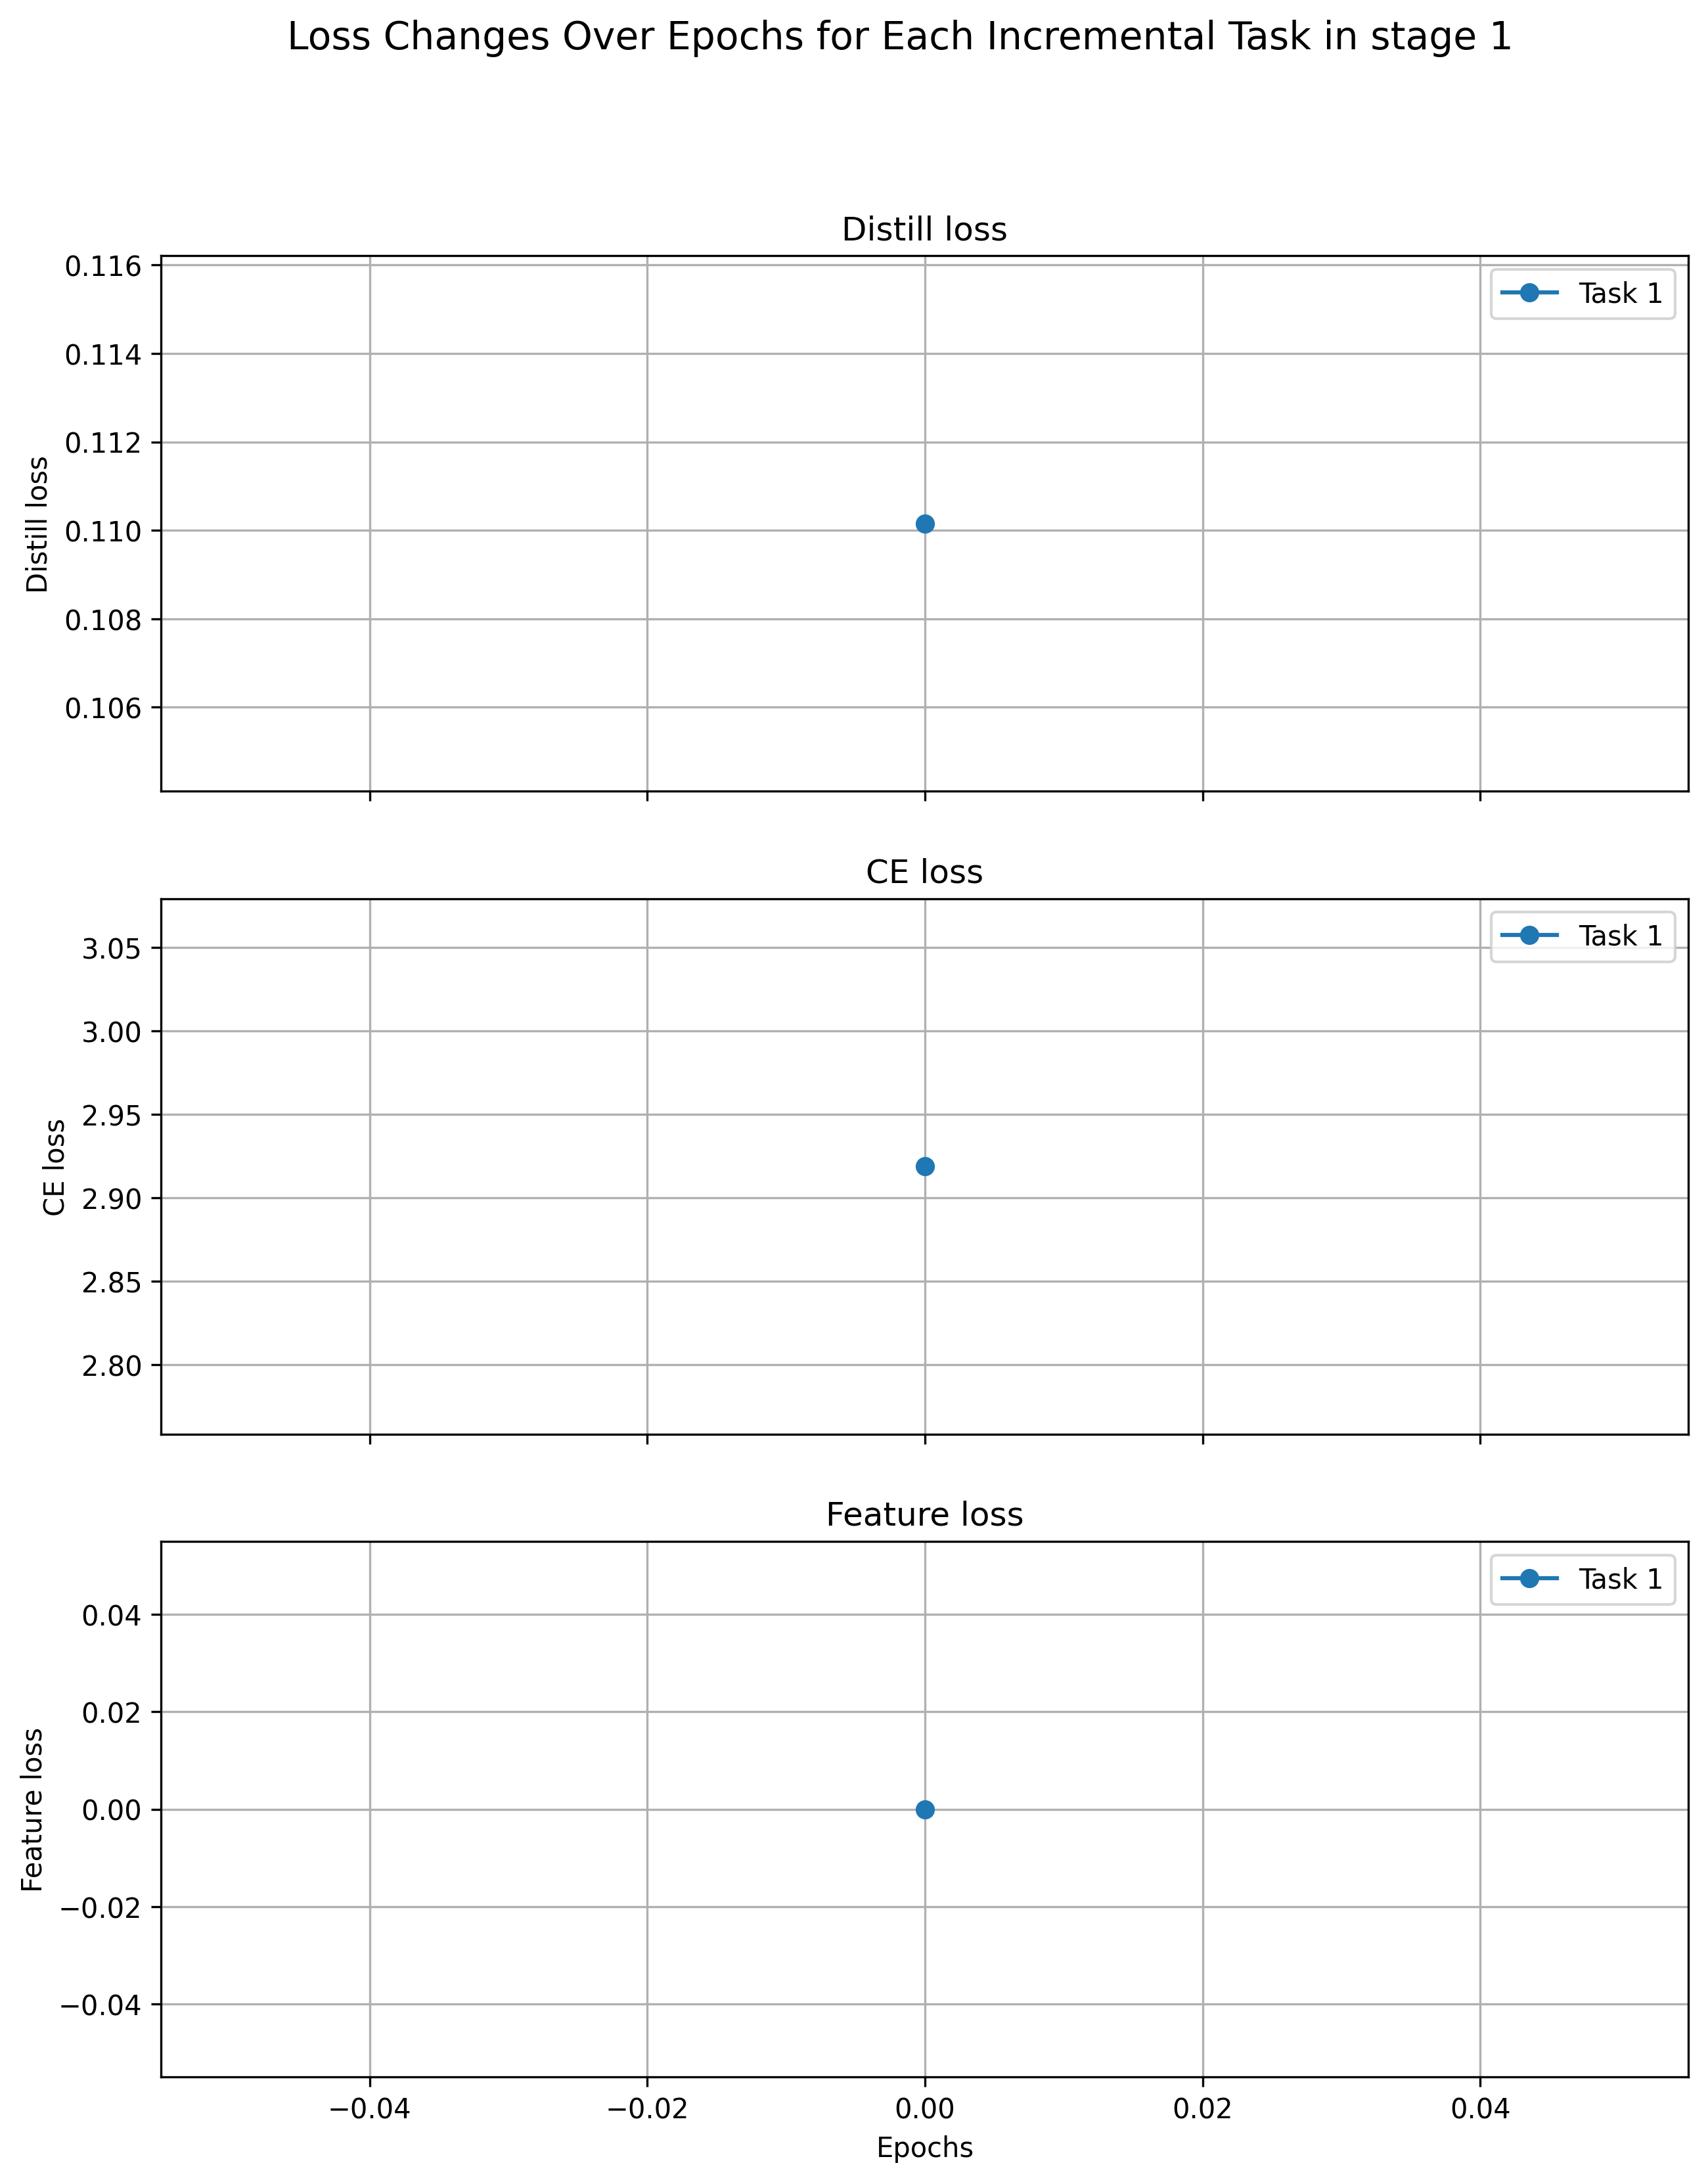 Loss Changes Over Epochs for Each Incremental Task in stage 1
Distill loss
0.116
0.114
0.112
0.110
0.108
0.106
Distill loss
Task 1
CE loss
3.05
3.00
2.95
2.90
2.85
2.80
CE loss
Task 1
Feature loss
0.04
0.02
0.00
−0.02
−0.04
Feature loss
Task 1
−0.04 −0.02 0.00 0.02 0.04
Epochs